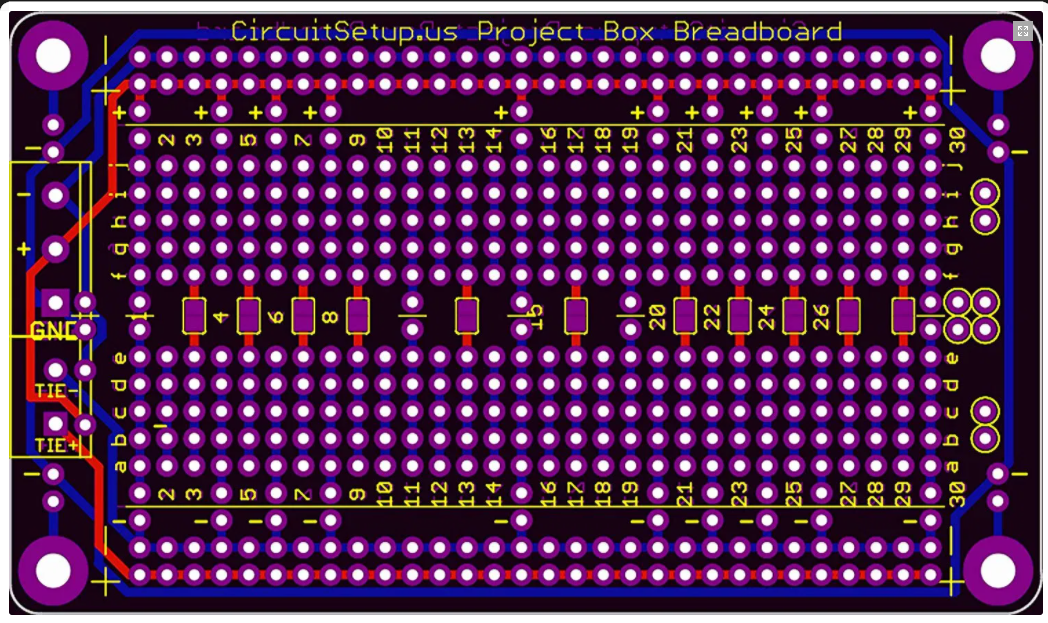 CircuitSetup.us Project Box Breadboard
+ + + + + + + + + +
2 3 5 7 9 10 11 12 13 14 16 17 18 19 21 23 25 27 28 29 30
- j j -
- i i
h h
+ g g
f f
4 6 8 15 20 22 24 26
GND
e e
TIE- d d
c c
TIE+ b b
- a a -
2 3 5 7 9 10 11 12 13 14 16 17 18 19 21 23 25 27 28 29 30
- - - - - - - - - -